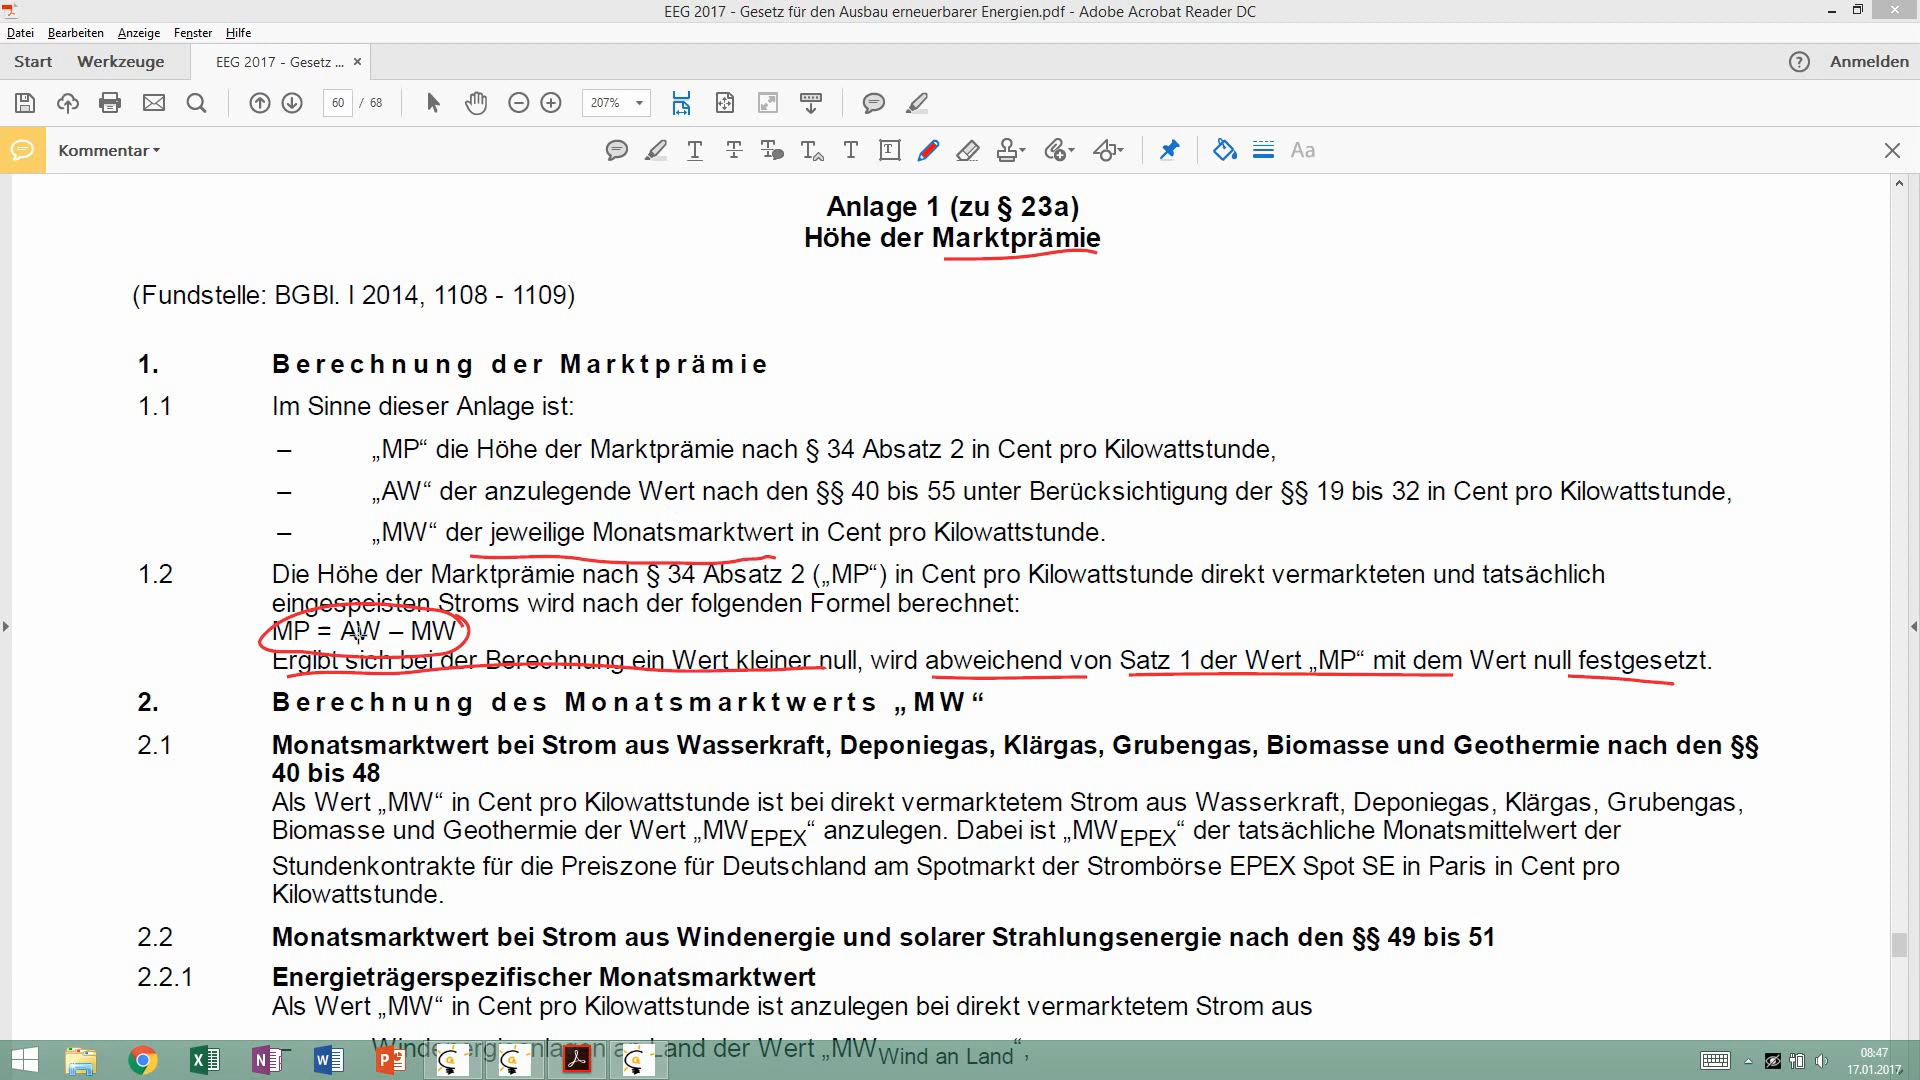 EEG 2017 - Gesetz für den Ausbau erneuerbarer Energien.pdf - Adobe Acrobat Reader DC
Datei Bearbeiten Anzeige Fenster Hilfe
Start Werkzeuge EEG 2017 - Gesetz ... × Anmelden
60 / 68 207%
Kommentar
Anlage 1 (zu § 23a)
Höhe der Marktprämie
(Fundstelle: BGBl. I 2014, 1108 - 1109)
1. Berechnung der Marktprämie
1.1 Im Sinne dieser Anlage ist:
– „MP“ die Höhe der Marktprämie nach § 34 Absatz 2 in Cent pro Kilowattstunde,
– „AW“ der anzulegende Wert nach den §§ 40 bis 55 unter Berücksichtigung der §§ 19 bis 32 in Cent pro Kilowattstunde,
– „MW“ der jeweilige Monatsmarktwert in Cent pro Kilowattstunde.
1.2 Die Höhe der Marktprämie nach § 34 Absatz 2 („MP“) in Cent pro Kilowattstunde direkt vermarkteten und tatsächlich
eingespeisten Stroms wird nach der folgenden Formel berechnet:
MP = AW – MW
Ergibt sich bei der Berechnung ein Wert kleiner null, wird abweichend von Satz 1 der Wert „MP“ mit dem Wert null festgesetzt.
2. Berechnung des Monatsmarktwerts „MW“
2.1 Monatsmarktwert bei Strom aus Wasserkraft, Deponiegas, Klärgas, Grubengas, Biomasse und Geothermie nach den §§
40 bis 48
Als Wert „MW“ in Cent pro Kilowattstunde ist bei direkt vermarktetem Strom aus Wasserkraft, Deponiegas, Klärgas, Grubengas,
Biomasse und Geothermie der Wert „MWEPEX“ anzulegen. Dabei ist „MWEPEX“ der tatsächliche Monatsmittelwert der
Stundenkontrakte für die Preiszone für Deutschland am Spotmarkt der Strombörse EPEX Spot SE in Paris in Cent pro
Kilowattstunde.
2.2 Monatsmarktwert bei Strom aus Windenergie und solarer Strahlungsenergie nach den §§ 49 bis 51
2.2.1 Energieträgerspezifischer Monatsmarktwert
Als Wert „MW“ in Cent pro Kilowattstunde ist anzulegen bei direkt vermarktetem Strom aus
– Windenergieanlagen an Land der Wert „MWWind an Land“,
08:47
17.01.2017